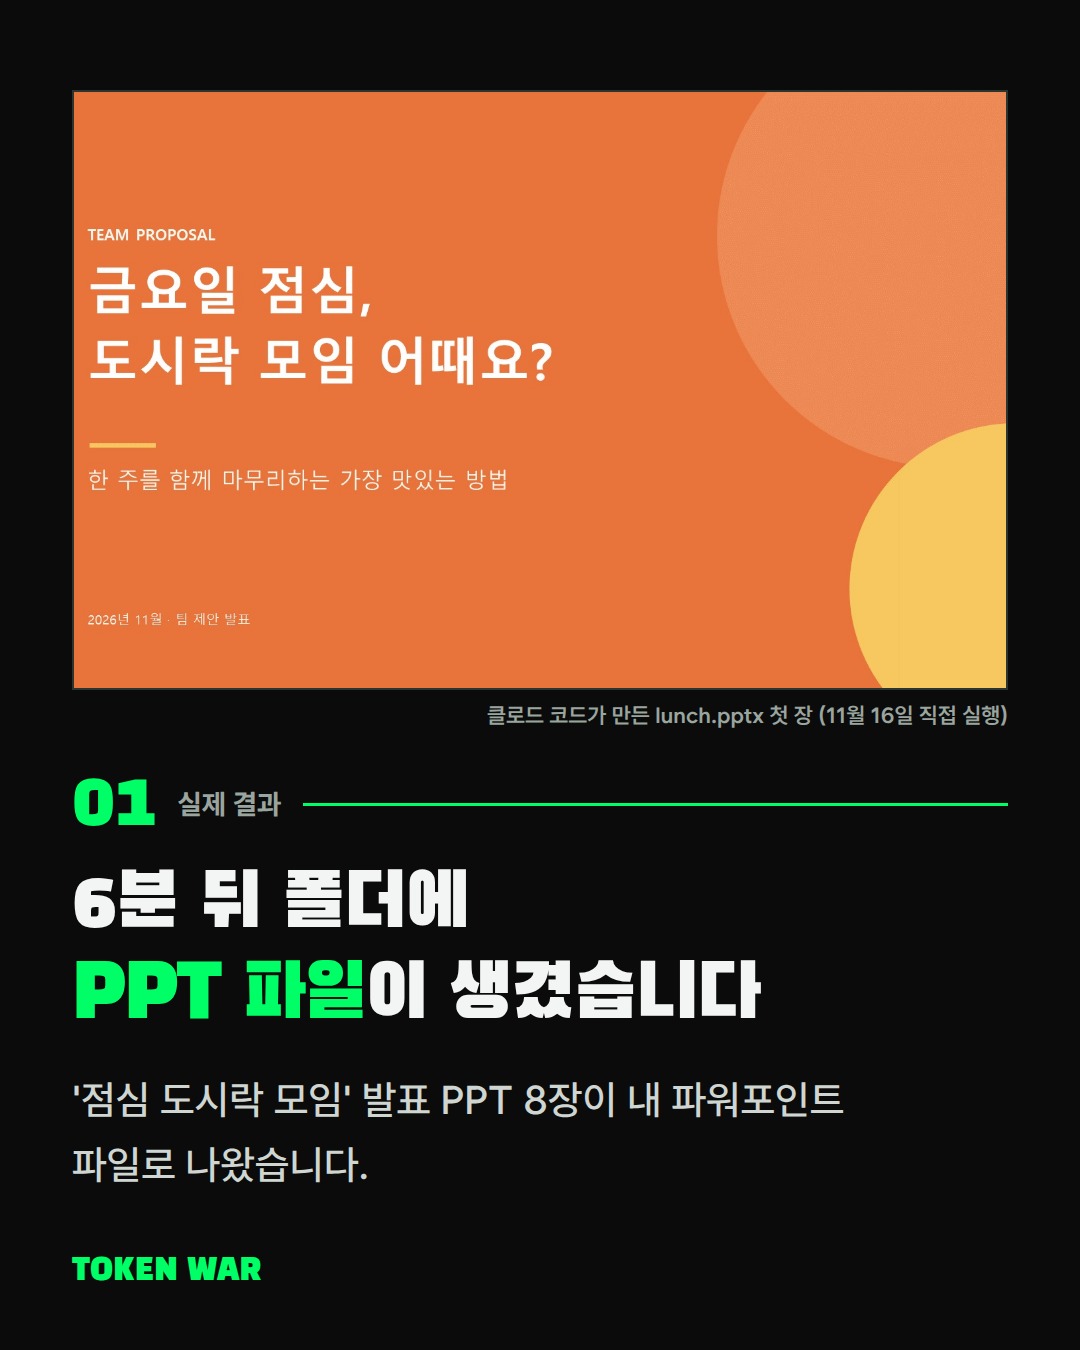 TEAM PROPOSAL
금요일 점심,
도시락 모임 어때요?
한 주를 함께 마무리하는 가장 맛있는 방법
2026년 11월 · 팀 제안 발표
클로드 코드가 만든 lunch.pptx 첫 장 (11월 16일 직접 실행)
01 실제 결과
6분 뒤 폴더에
PPT 파일이 생겼습니다
'점심 도시락 모임' 발표 PPT 8장이 내 파워포인트
파일로 나왔습니다.
TOKEN WAR